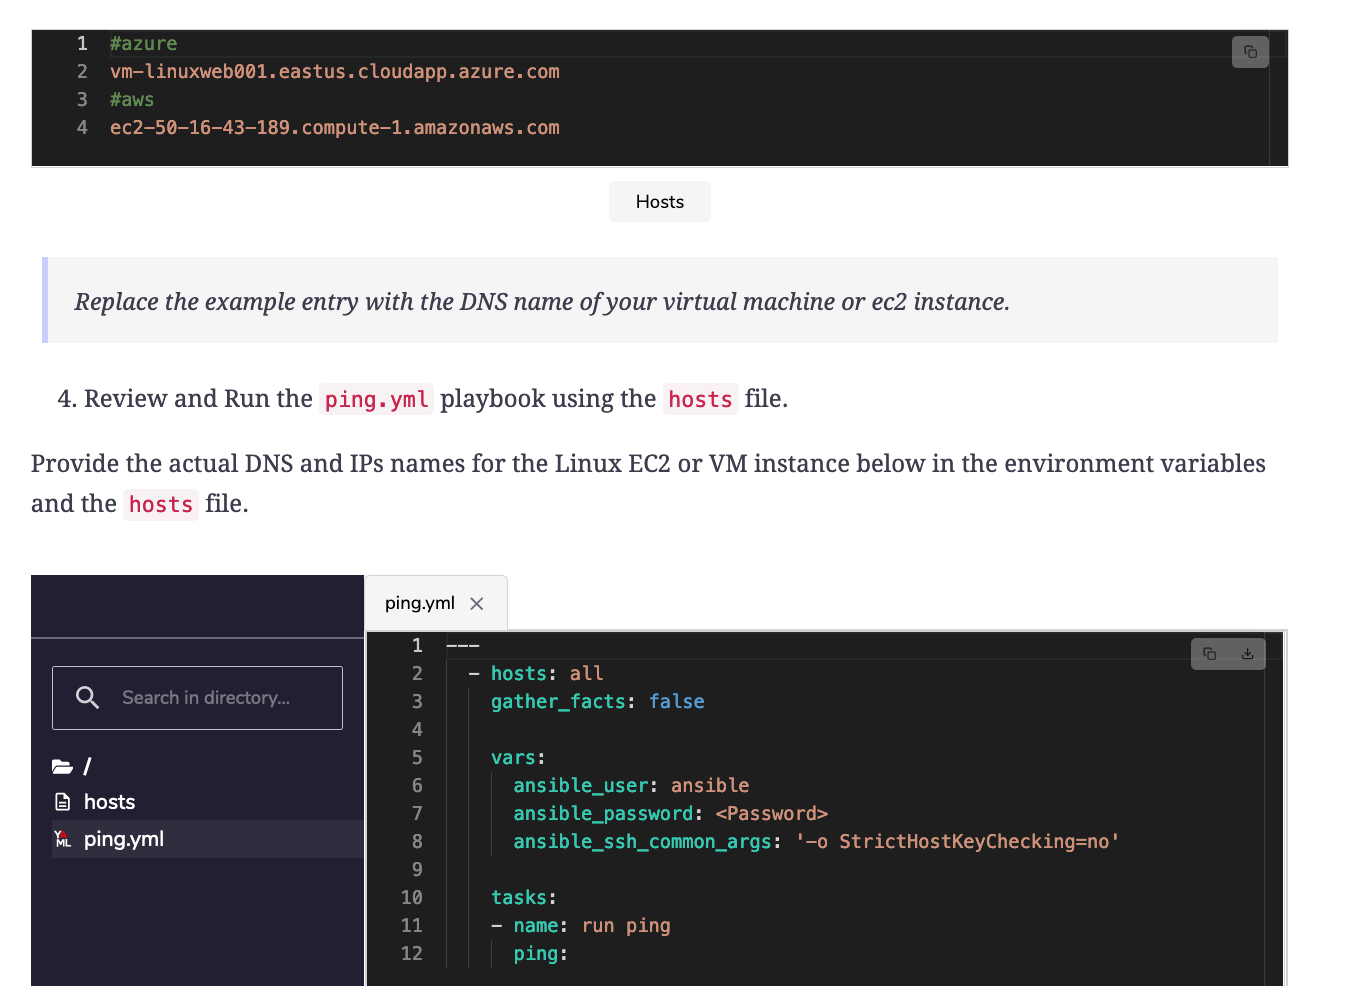 1 #azure
2 vm-linuxweb001.eastus.cloudapp.azure.com
3 #aws
4 ec2-50-16-43-189.compute-1.amazonaws.com
Hosts
Replace the example entry with the DNS name of your virtual machine or ec2 instance.
4. Review and Run the ping.yml playbook using the hosts file.
Provide the actual DNS and IPs names for the Linux EC2 or VM instance below in the environment variables
and the hosts file.
ping.yml
Search in directory...
/
hosts
YAML ping.yml
1 ---
2   - hosts: all
3     gather_facts: false
4
5     vars:
6       ansible_user: ansible
7       ansible_password: <Password>
8       ansible_ssh_common_args: '-o StrictHostKeyChecking=no'
9
10     tasks:
11     - name: run ping
12       ping: